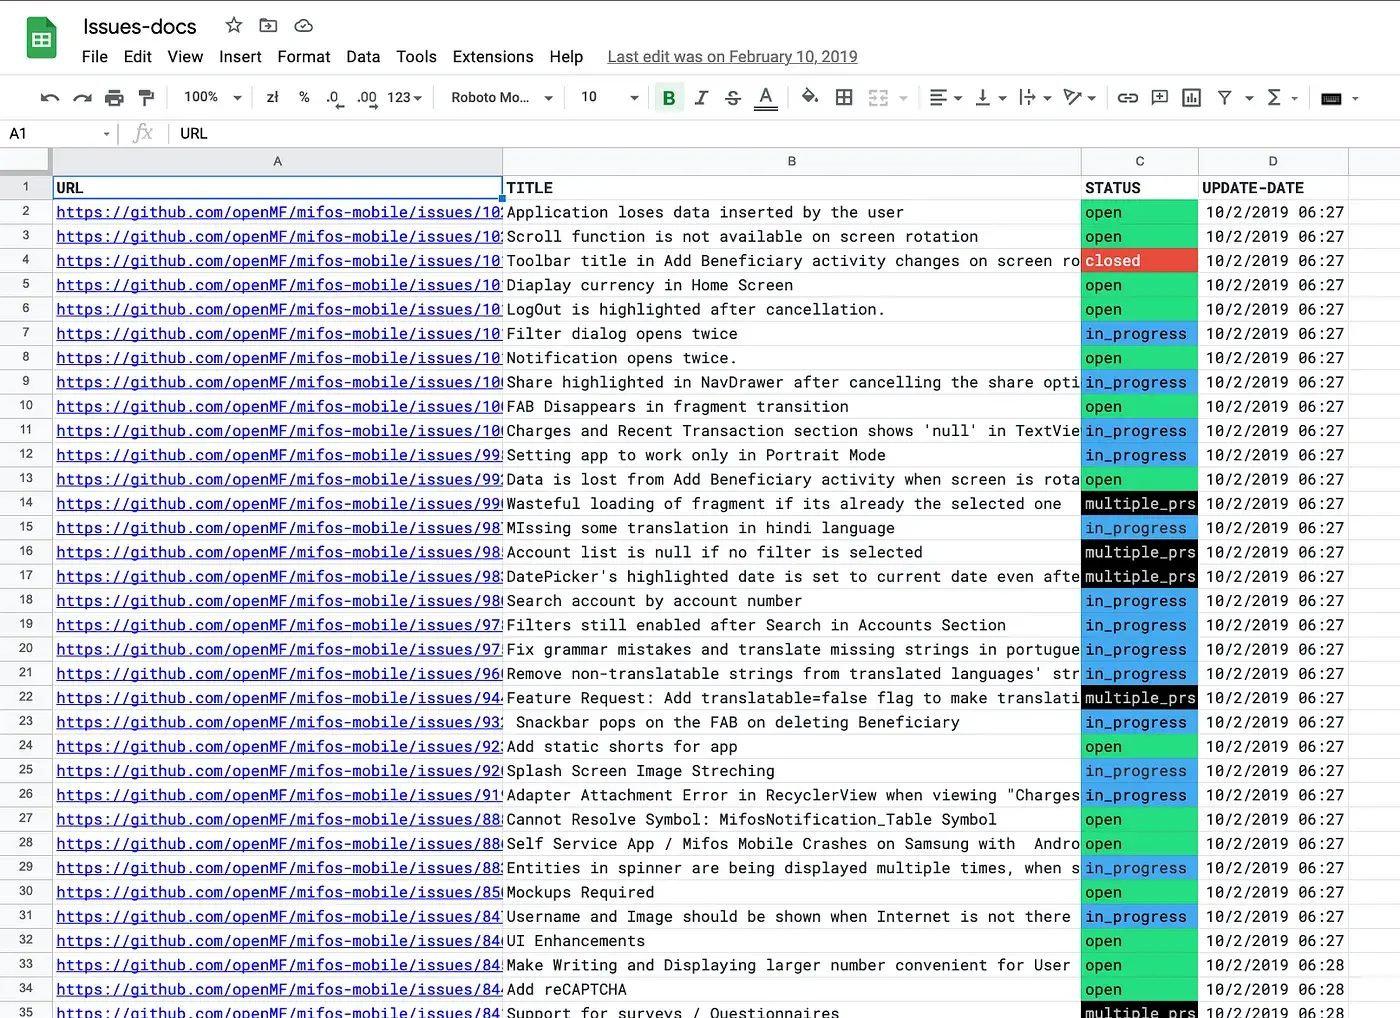 Issues-docs
File Edit View Insert Format Data Tools Extensions Help Last edit was on February 10, 2019
100% zł % .0 .00 123 Roboto Mo... 10 B I S A
A1 fx URL
A B C D
1 URL TITLE STATUS UPDATE-DATE
2 https://github.com/openMF/mifos-mobile/issues/102 Application loses data inserted by the user open 10/2/2019 06:27
3 https://github.com/openMF/mifos-mobile/issues/102 Scroll function is not available on screen rotation open 10/2/2019 06:27
4 https://github.com/openMF/mifos-mobile/issues/10 Toolbar title in Add Beneficiary activity changes on screen ro closed 10/2/2019 06:27
5 https://github.com/openMF/mifos-mobile/issues/10 Diaplay currency in Home Screen open 10/2/2019 06:27
6 https://github.com/openMF/mifos-mobile/issues/10 LogOut is highlighted after cancellation. open 10/2/2019 06:27
7 https://github.com/openMF/mifos-mobile/issues/10 Filter dialog opens twice in_progress 10/2/2019 06:27
8 https://github.com/openMF/mifos-mobile/issues/10 Notification opens twice. open 10/2/2019 06:27
9 https://github.com/openMF/mifos-mobile/issues/100 Share highlighted in NavDrawer after cancelling the share opti in_progress 10/2/2019 06:27
10 https://github.com/openMF/mifos-mobile/issues/100 FAB Disappears in fragment transition open 10/2/2019 06:27
11 https://github.com/openMF/mifos-mobile/issues/100 Charges and Recent Transaction section shows 'null' in TextVie in_progress 10/2/2019 06:27
12 https://github.com/openMF/mifos-mobile/issues/998 Setting app to work only in Portrait Mode in_progress 10/2/2019 06:27
13 https://github.com/openMF/mifos-mobile/issues/992 Data is lost from Add Beneficiary activity when screen is rota open 10/2/2019 06:27
14 https://github.com/openMF/mifos-mobile/issues/990 Wasteful loading of fragment if its already the selected one multiple_prs 10/2/2019 06:27
15 https://github.com/openMF/mifos-mobile/issues/987 MIssing some translation in hindi language in_progress 10/2/2019 06:27
16 https://github.com/openMF/mifos-mobile/issues/985 Account list is null if no filter is selected multiple_prs 10/2/2019 06:27
17 https://github.com/openMF/mifos-mobile/issues/983 DatePicker's highlighted date is set to current date even afte multiple_prs 10/2/2019 06:27
18 https://github.com/openMF/mifos-mobile/issues/980 Search account by account number in_progress 10/2/2019 06:27
19 https://github.com/openMF/mifos-mobile/issues/978 Filters still enabled after Search in Accounts Section in_progress 10/2/2019 06:27
20 https://github.com/openMF/mifos-mobile/issues/975 Fix grammar mistakes and translate missing strings in portugue in_progress 10/2/2019 06:27
21 https://github.com/openMF/mifos-mobile/issues/960 Remove non-translatable strings from translated languages' str in_progress 10/2/2019 06:27
22 https://github.com/openMF/mifos-mobile/issues/944 Feature Request: Add translatable=false flag to make translati multiple_prs 10/2/2019 06:27
23 https://github.com/openMF/mifos-mobile/issues/932 Snackbar pops on the FAB on deleting Beneficiary in_progress 10/2/2019 06:27
24 https://github.com/openMF/mifos-mobile/issues/923 Add static shorts for app open 10/2/2019 06:27
25 https://github.com/openMF/mifos-mobile/issues/920 Splash Screen Image Streching in_progress 10/2/2019 06:27
26 https://github.com/openMF/mifos-mobile/issues/919 Adapter Attachment Error in RecyclerView when viewing "Charges in_progress 10/2/2019 06:27
27 https://github.com/openMF/mifos-mobile/issues/888 Cannot Resolve Symbol: MifosNotification_Table Symbol open 10/2/2019 06:27
28 https://github.com/openMF/mifos-mobile/issues/886 Self Service App / Mifos Mobile Crashes on Samsung with Andro open 10/2/2019 06:27
29 https://github.com/openMF/mifos-mobile/issues/883 Entities in spinner are being displayed multiple times, when s in_progress 10/2/2019 06:27
30 https://github.com/openMF/mifos-mobile/issues/850 Mockups Required open 10/2/2019 06:27
31 https://github.com/openMF/mifos-mobile/issues/847 Username and Image should be shown when Internet is not there in_progress 10/2/2019 06:27
32 https://github.com/openMF/mifos-mobile/issues/846 UI Enhancements open 10/2/2019 06:27
33 https://github.com/openMF/mifos-mobile/issues/845 Make Writing and Displaying larger number convenient for User open 10/2/2019 06:28
34 https://github.com/openMF/mifos-mobile/issues/844 Add reCAPTCHA open 10/2/2019 06:28
35 https://github.com/openMF/mifos-mobile/issues/84 Support for surveys / Questionnaires multiple_prs 10/2/2019 06:28